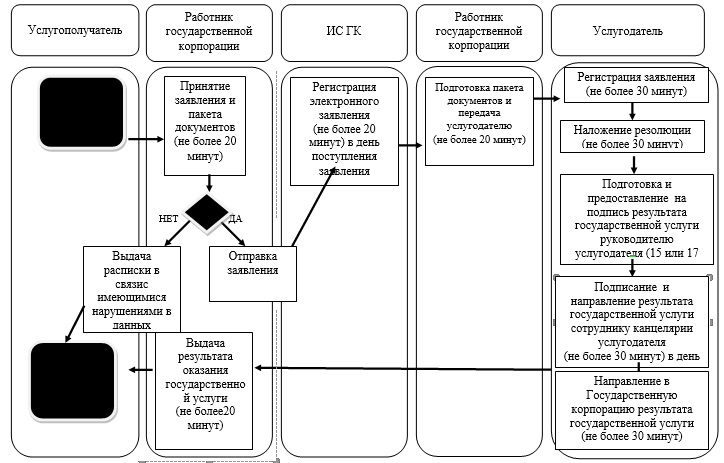 Услугополучатель
Работник
государственной
корпорации
ИС ГК
Работник
государственной
корпорации
Услугодатель
Принятие
заявления и
пакета
документов
(не более 20
минут)
НЕТ
ДА
Выдача
расписки в
связис
имеющимися
нарушениями в
данных
Отправка
заявления
Выдача
результата
оказания
государственно
й услуги
(не более20
минут)
Регистрация
электронного
заявления
(не более 20
минут) в день
поступления
заявления
Подготовка пакета
документов и
передача
услугодателю
(не более 20 минут)
Регистрация заявления
(не более 30 минут)
Наложение резолюции
(не более 30 минут)
Подготовка и
предоставление на
подпись результата
государственной услуги
руководителю
услугодателя (15 или 17
Подписание и
направление результата
государственной услуги
сотруднику канцелярии
услугодателя
(не более 30 минут) в день
Направление в
Государственную
корпорацию результата
государственной услуги
(не более 30 минут)